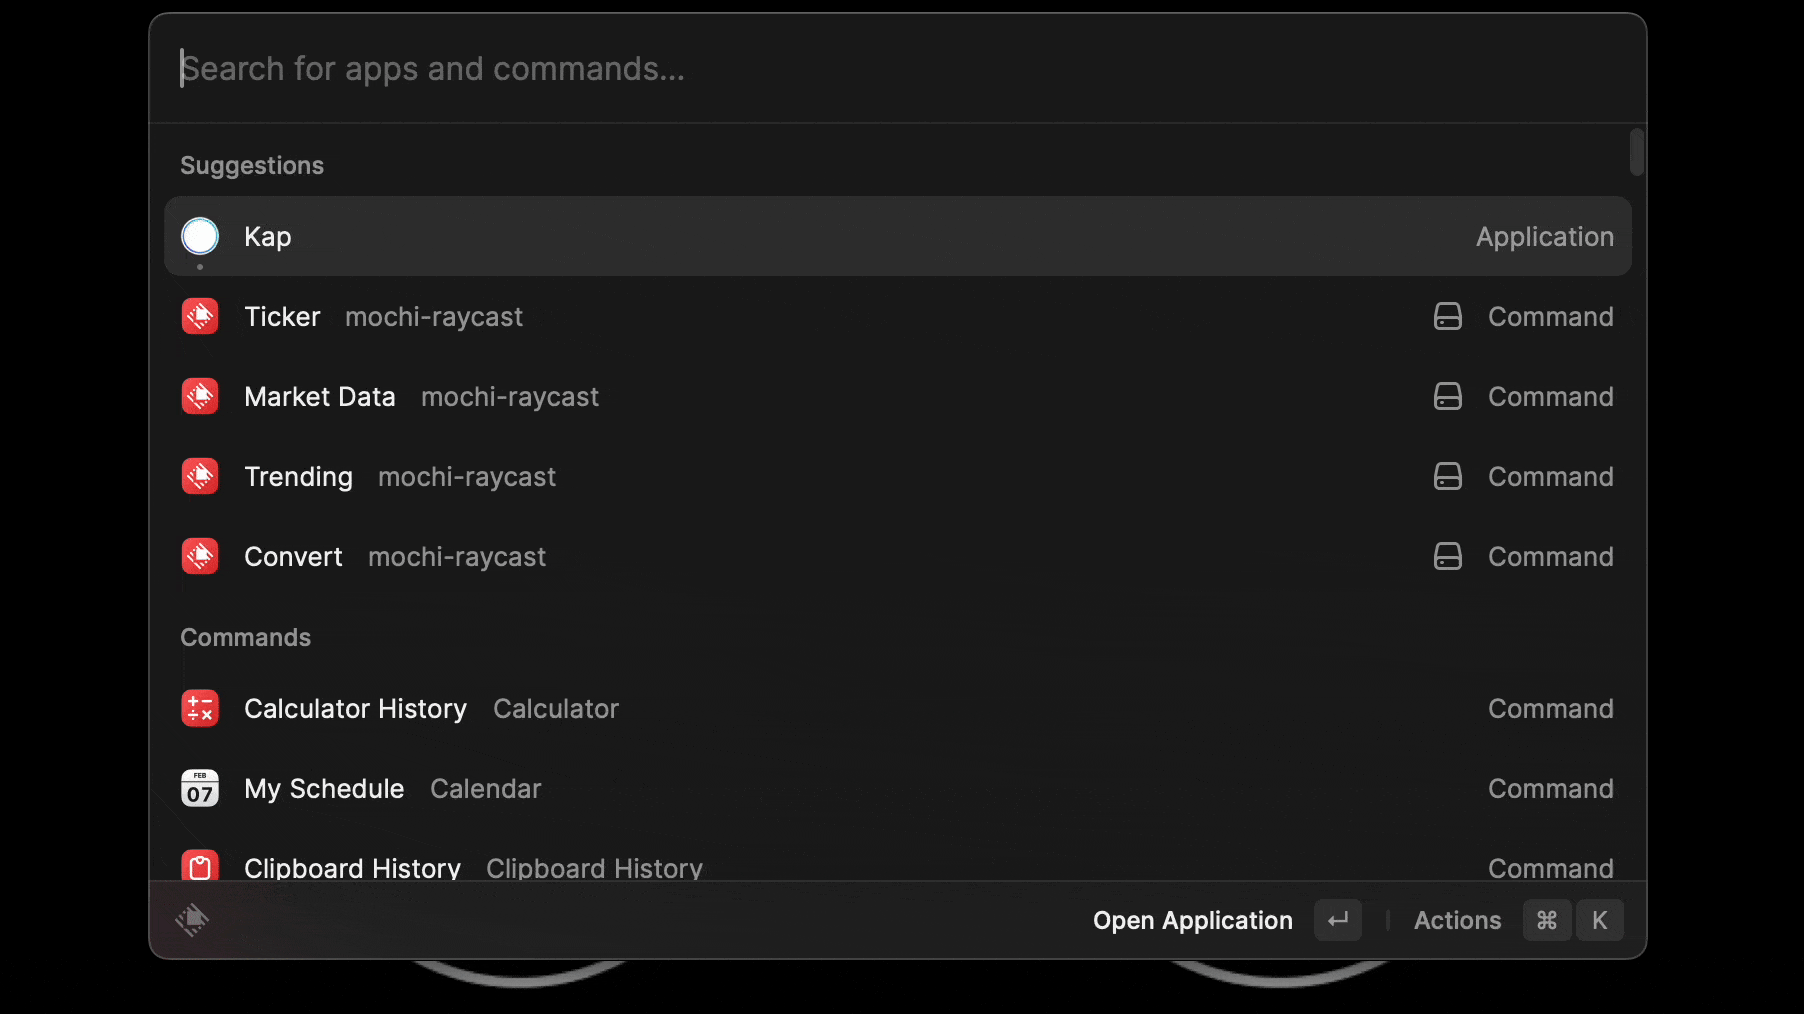 Search for apps and commands...
Suggestions
Kap Application
Ticker mochi-raycast Command
Market Data mochi-raycast Command
Trending mochi-raycast Command
Convert mochi-raycast Command
Commands
Calculator History Calculator Command
FEB
07
My Schedule Calendar Command
Clipboard History Clipboard History Command
Open Application ↵ | Actions ⌘ K